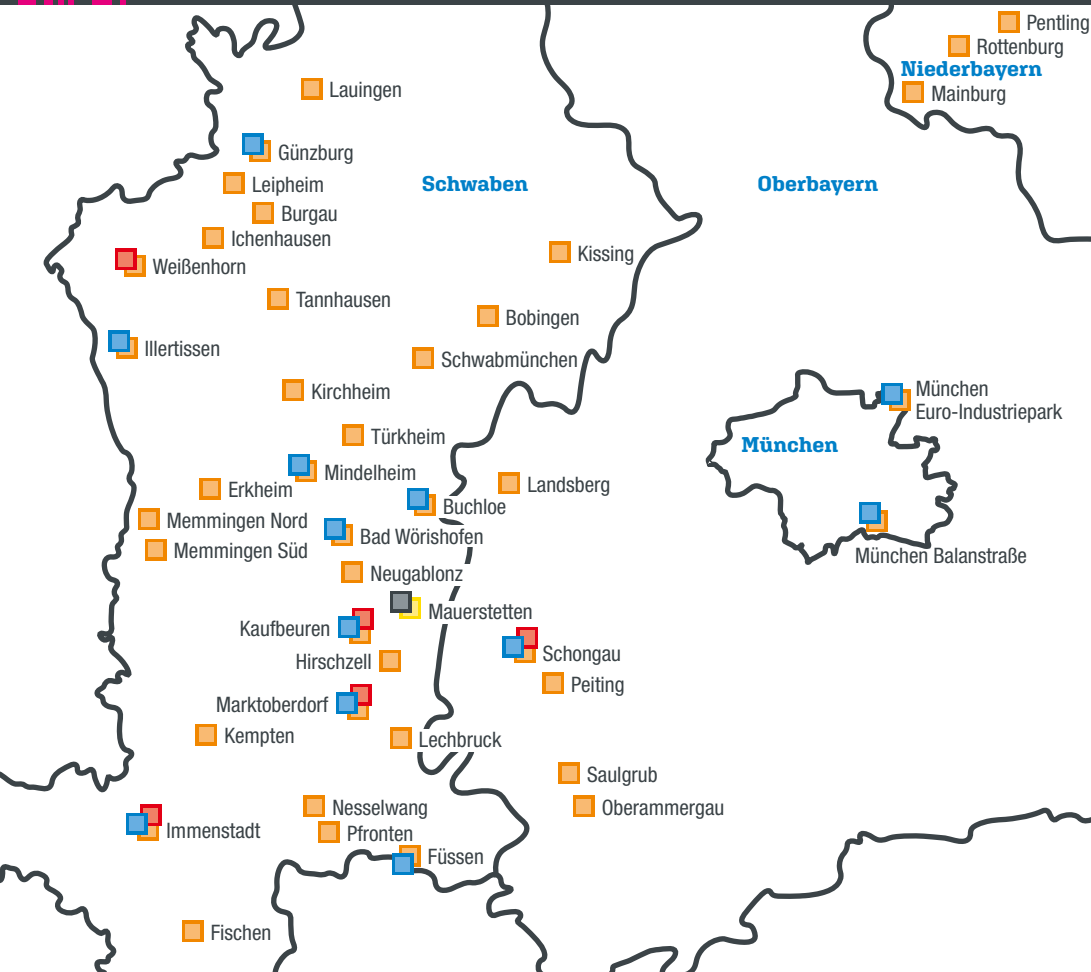 Pentling
Rottenburg
Niederbayern
Mainburg
Lauingen
Günzburg
Leipheim
Schwaben
Oberbayern
Burgau
Ichenhausen
Kissing
Weißenhorn
Tannhausen
Bobingen
Illertissen
Schwabmünchen
Kirchheim
München
Euro-Industriepark
Türkheim
München
Mindelheim
Landsberg
Erkheim
Buchloe
Memmingen Nord
Bad Wörishofen
Memmingen Süd
München Balanstraße
Neugablonz
Mauerstetten
Kaufbeuren
Schongau
Hirschzell
Peiting
Marktoberdorf
Kempten
Lechbruck
Saulgrub
Nesselwang
Oberammergau
Immenstadt
Pfronten
Füssen
Fischen